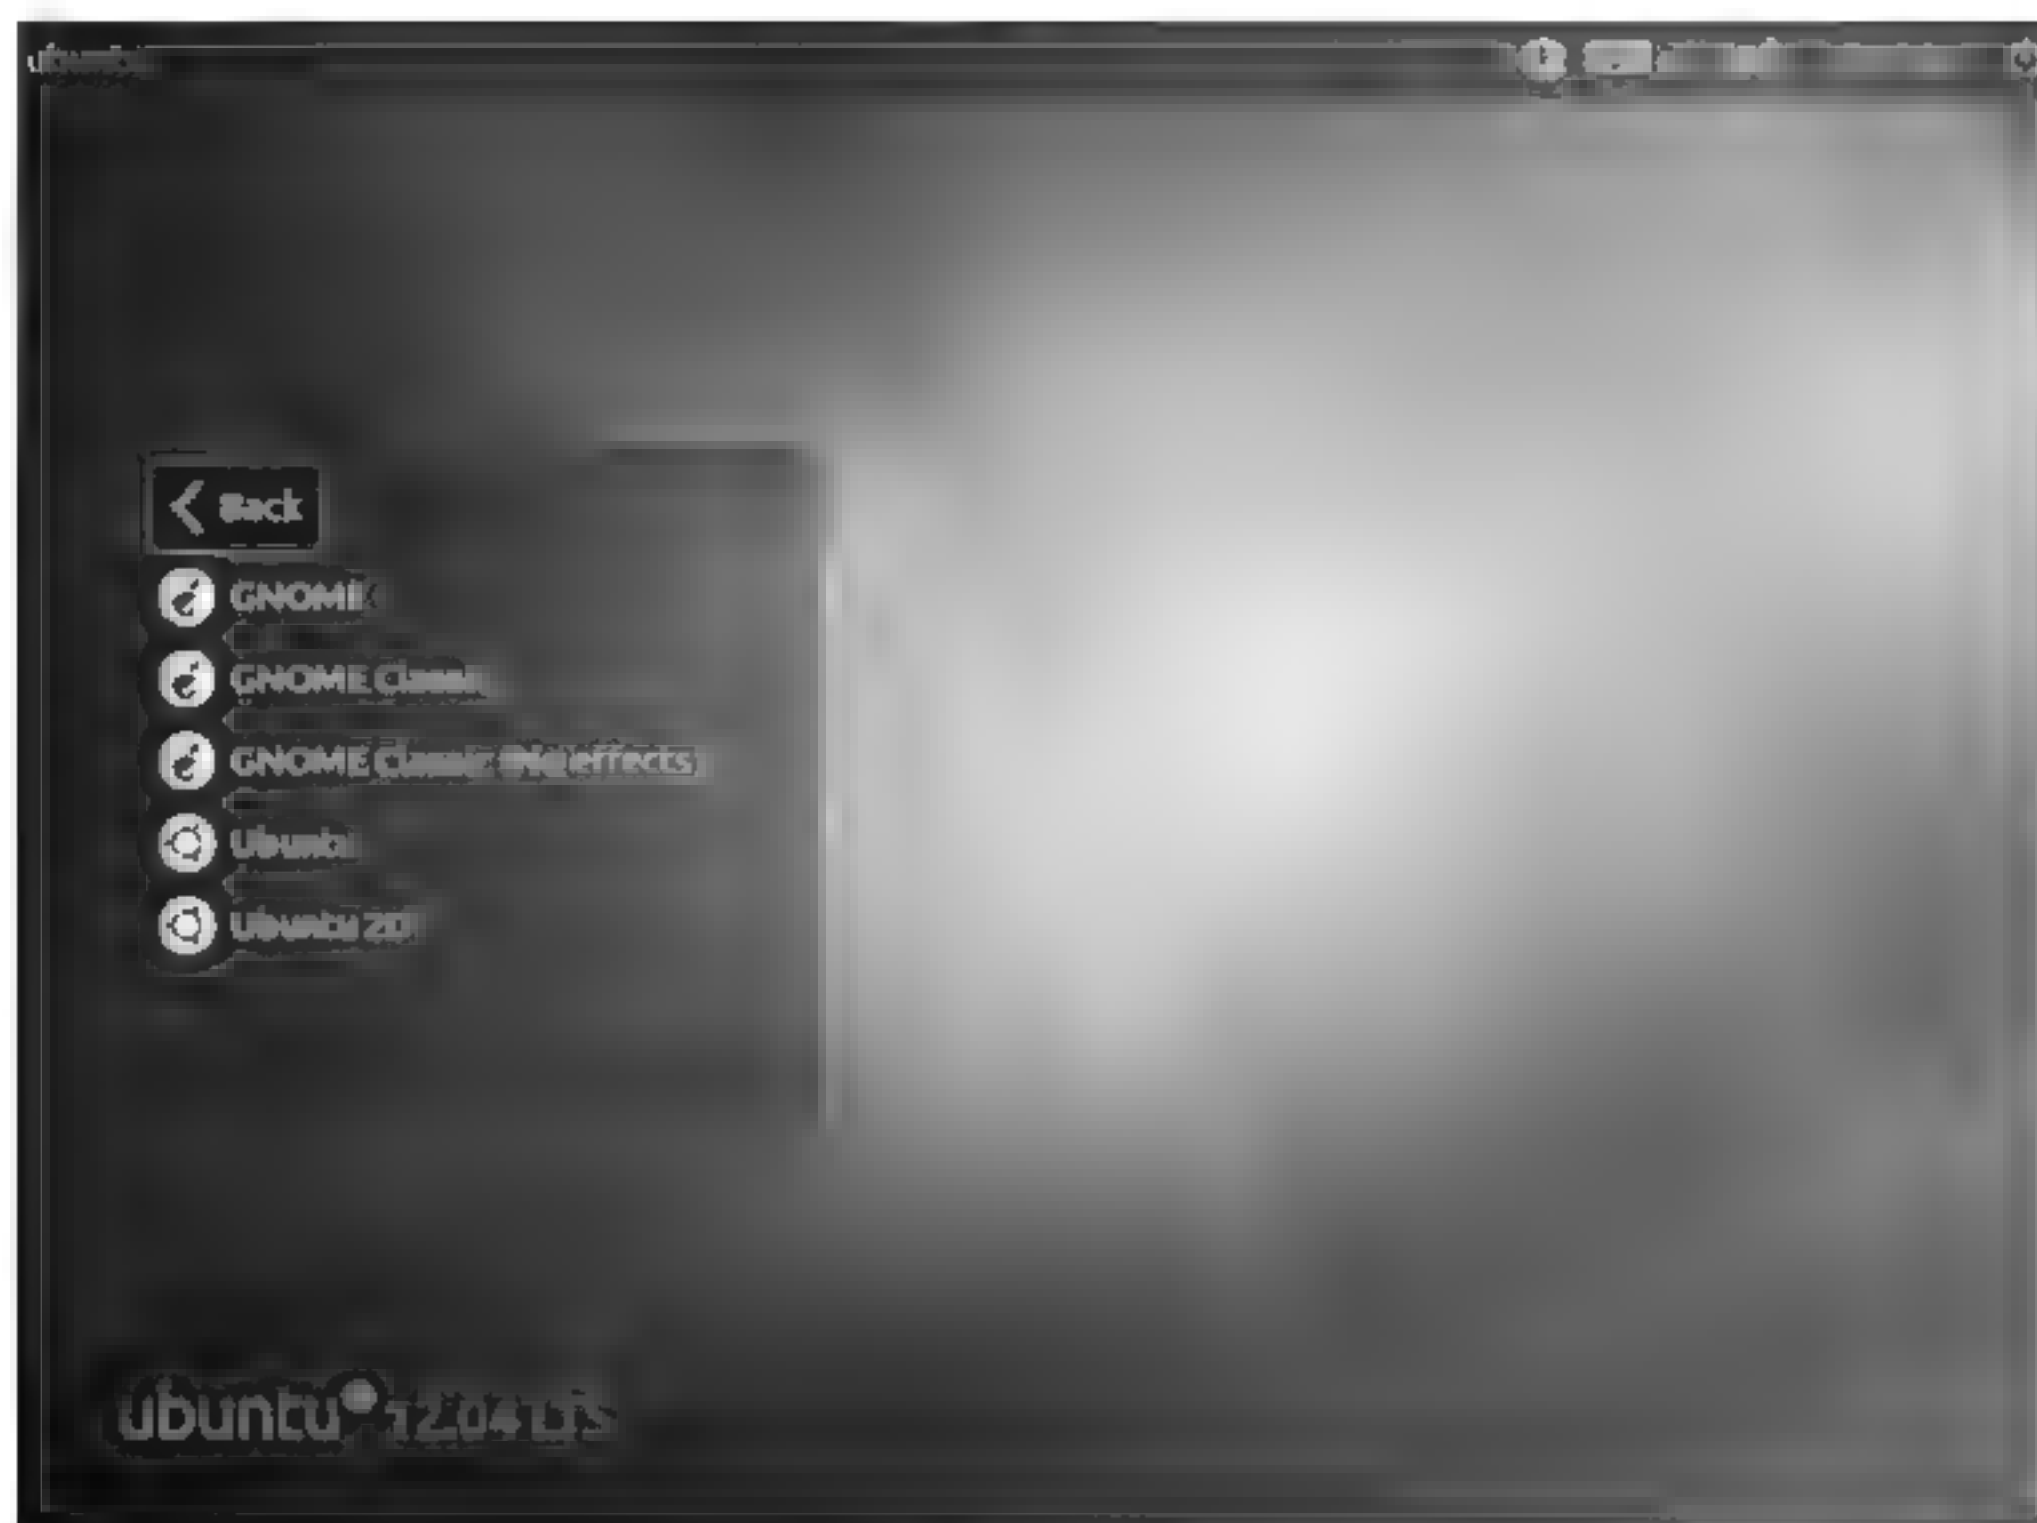 Back
GNOME
GNOME Classic
GNOME Classic (No effects)
Ubuntu
Ubuntu 2D
ubuntu 12.04 LTS